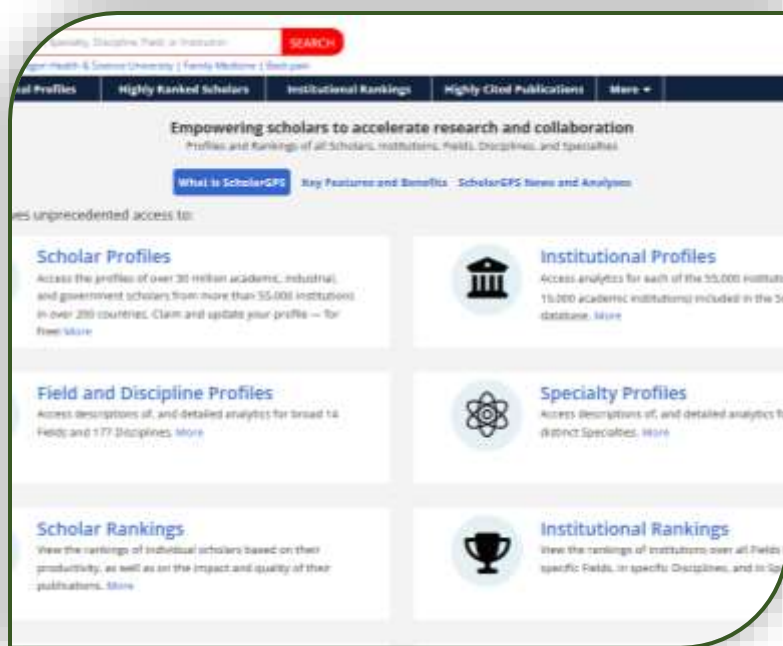 Specialty, Discipline, Field, or Institution
SEARCH
Health & Science University | Family Medicine | Back pain
Profiles
Highly Ranked Scholars
Institutional Rankings
Highly Cited Publications
More
Empowering scholars to accelerate research and collaboration
Profiles and Rankings of all Scholars, Institutions, Fields, Disciplines, and Specialties
What is ScholarGPS
Key Features and Benefits
ScholarGPS News and Analyses
unprecedented access to:
Scholar Profiles
Access the profiles of over 30 million academic, industrial,
and government scholars from more than 55,000 institutions
in over 200 countries. Claim and update your profile — for
free! More
Institutional Profiles
Access analytics for each of the 55,000
15,000 academic institutions) included in the
database. More
Field and Discipline Profiles
Access descriptions of, and detailed analytics for broad 14
Fields and 177 Disciplines. More
Specialty Profiles
Access descriptions of, and detailed analytics
distinct Specialties. More
Scholar Rankings
View the rankings of individual scholars based on their
productivity, as well as on the impact and quality of their
publications. More
Institutional Rankings
View the rankings of institutions over all Fields
specific Fields, in specific Disciplines, and in